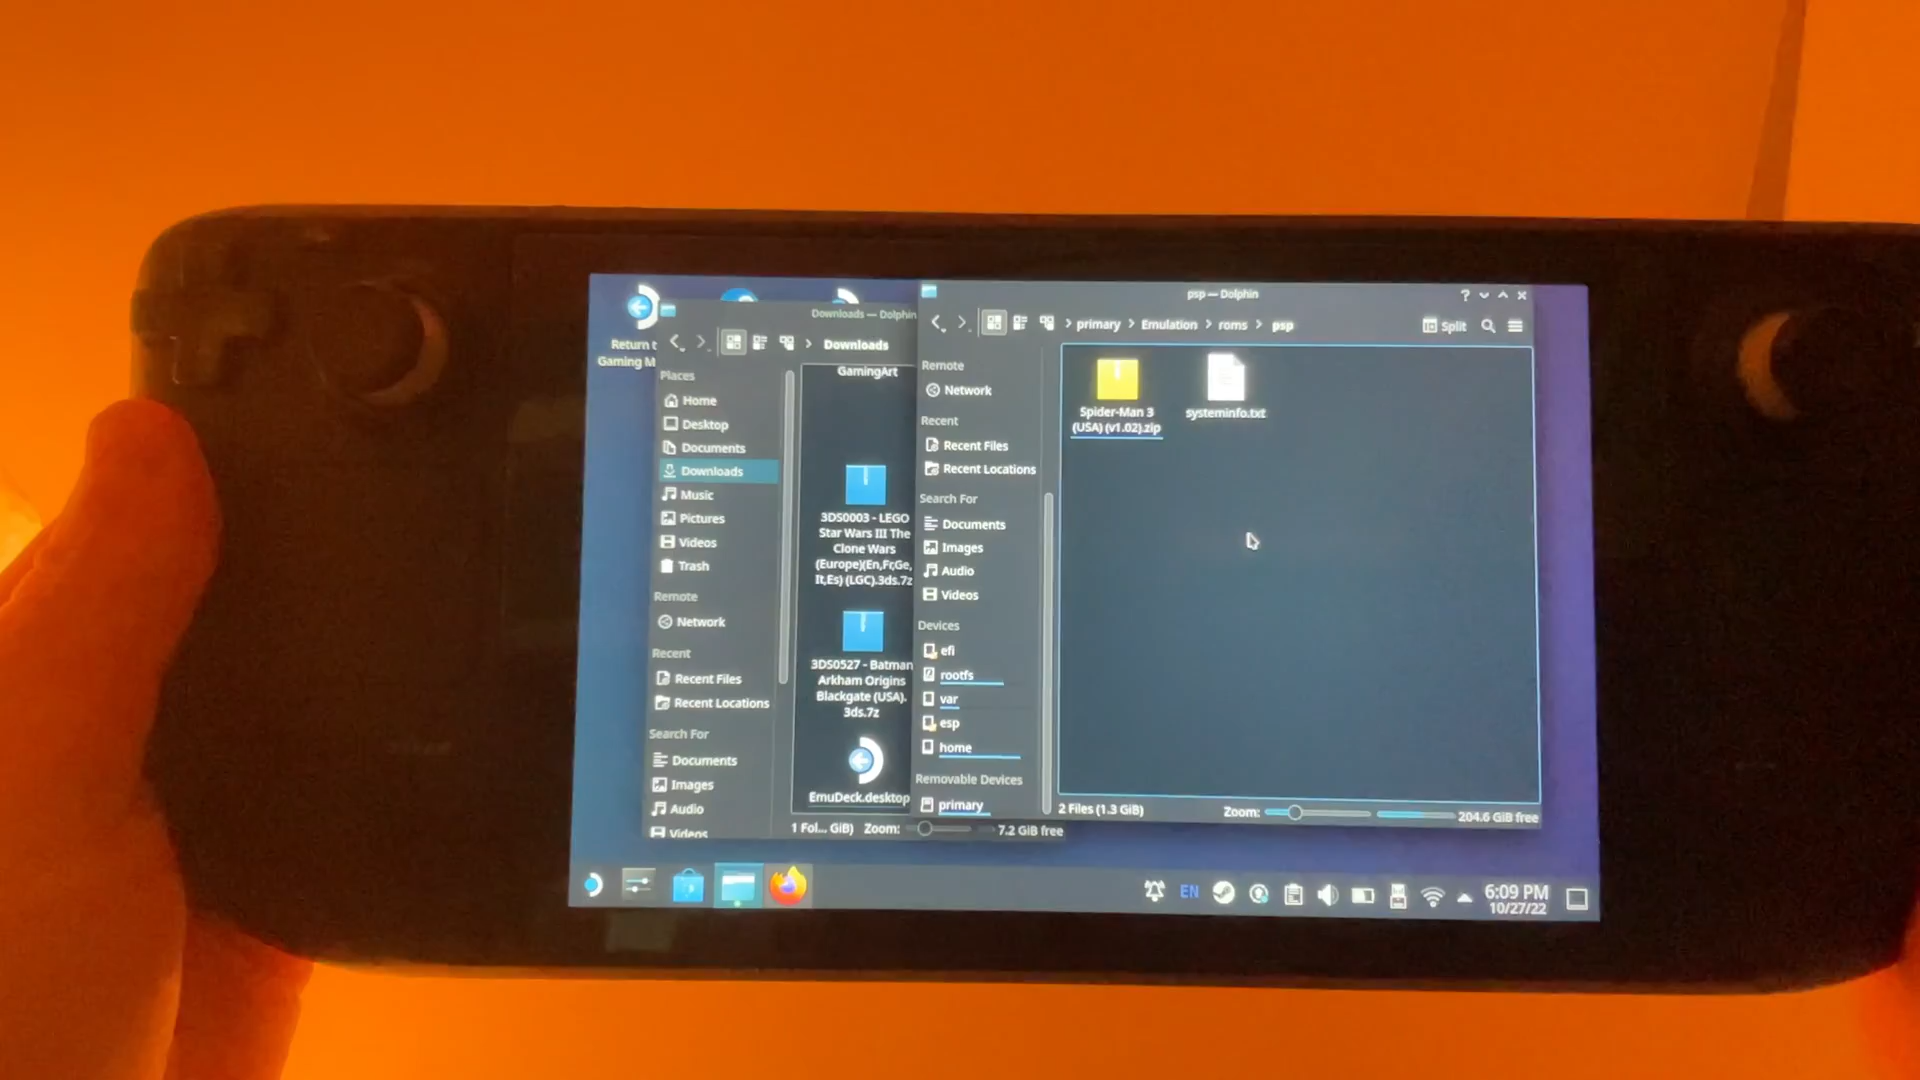 Return t
Gaming M
Downloads — Dolphin
Downloads
Places
Home
Desktop
Documents
Downloads
Music
Pictures
Videos
Trash
Remote
Network
Recent
Recent Files
Recent Locations
Search For
Documents
Images
Audio
Videos
GamingArt
3DS0003 - LEGO
Star Wars III The
Clone Wars
(Europe)(En,Fr,Ge,
It,Es) (LGC).3ds.7z
3DS0527 - Batman
Arkham Origins
Blackgate (USA).
3ds.7z
EmuDeck.desktop
1 Fol... GiB)
Zoom:
7.2 GiB free
psp — Dolphin
primary
Emulation
roms
psp
Split
Remote
Network
Recent
Recent Files
Recent Locations
Search For
Documents
Images
Audio
Videos
Devices
efi
rootfs
var
esp
home
Removable Devices
primary
Spider-Man 3
(USA) (v1.02).zip
systeminfo.txt
2 Files (1.3 GiB)
Zoom:
204.6 GiB free
EN
6:09 PM
10/27/22